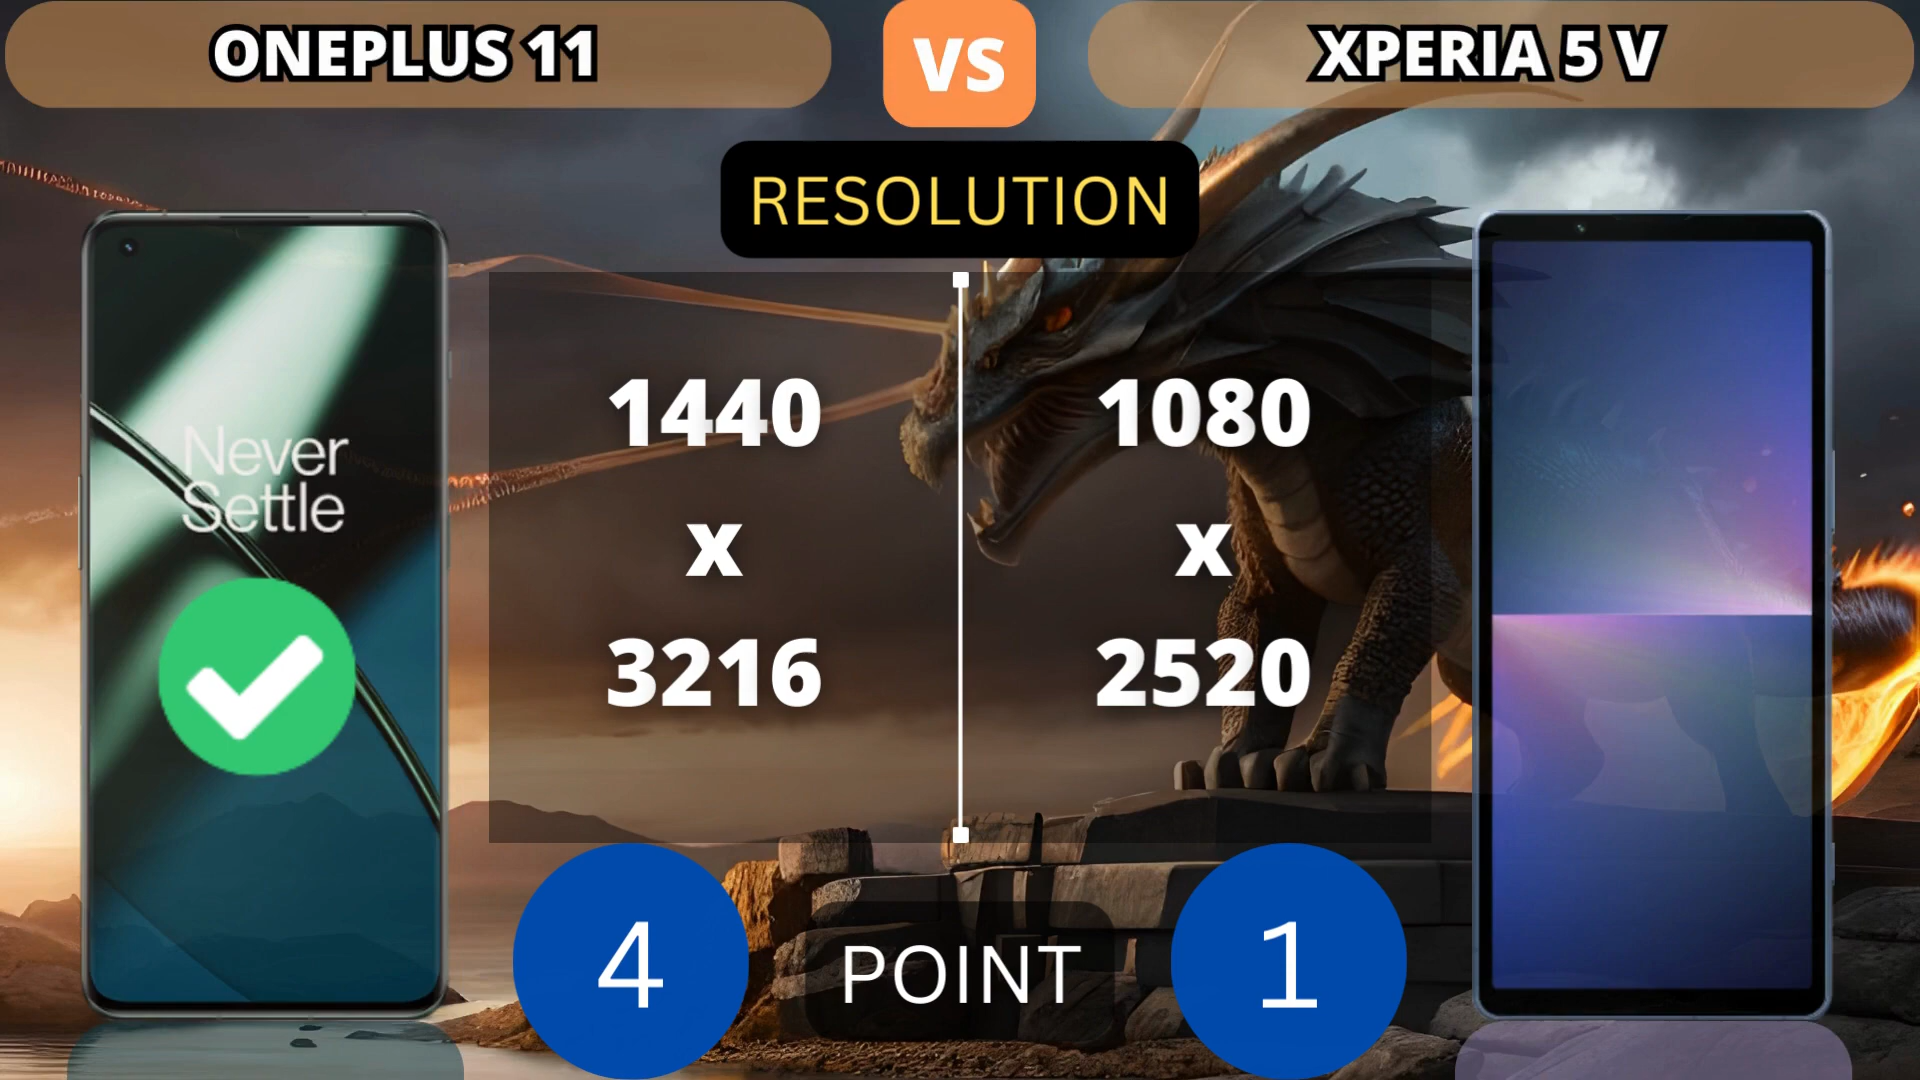 ONEPLUS 11
VS
XPERIA 5 V
RESOLUTION
Never
Settle
1440
x
3216
1080
x
2520
4
POINT
1